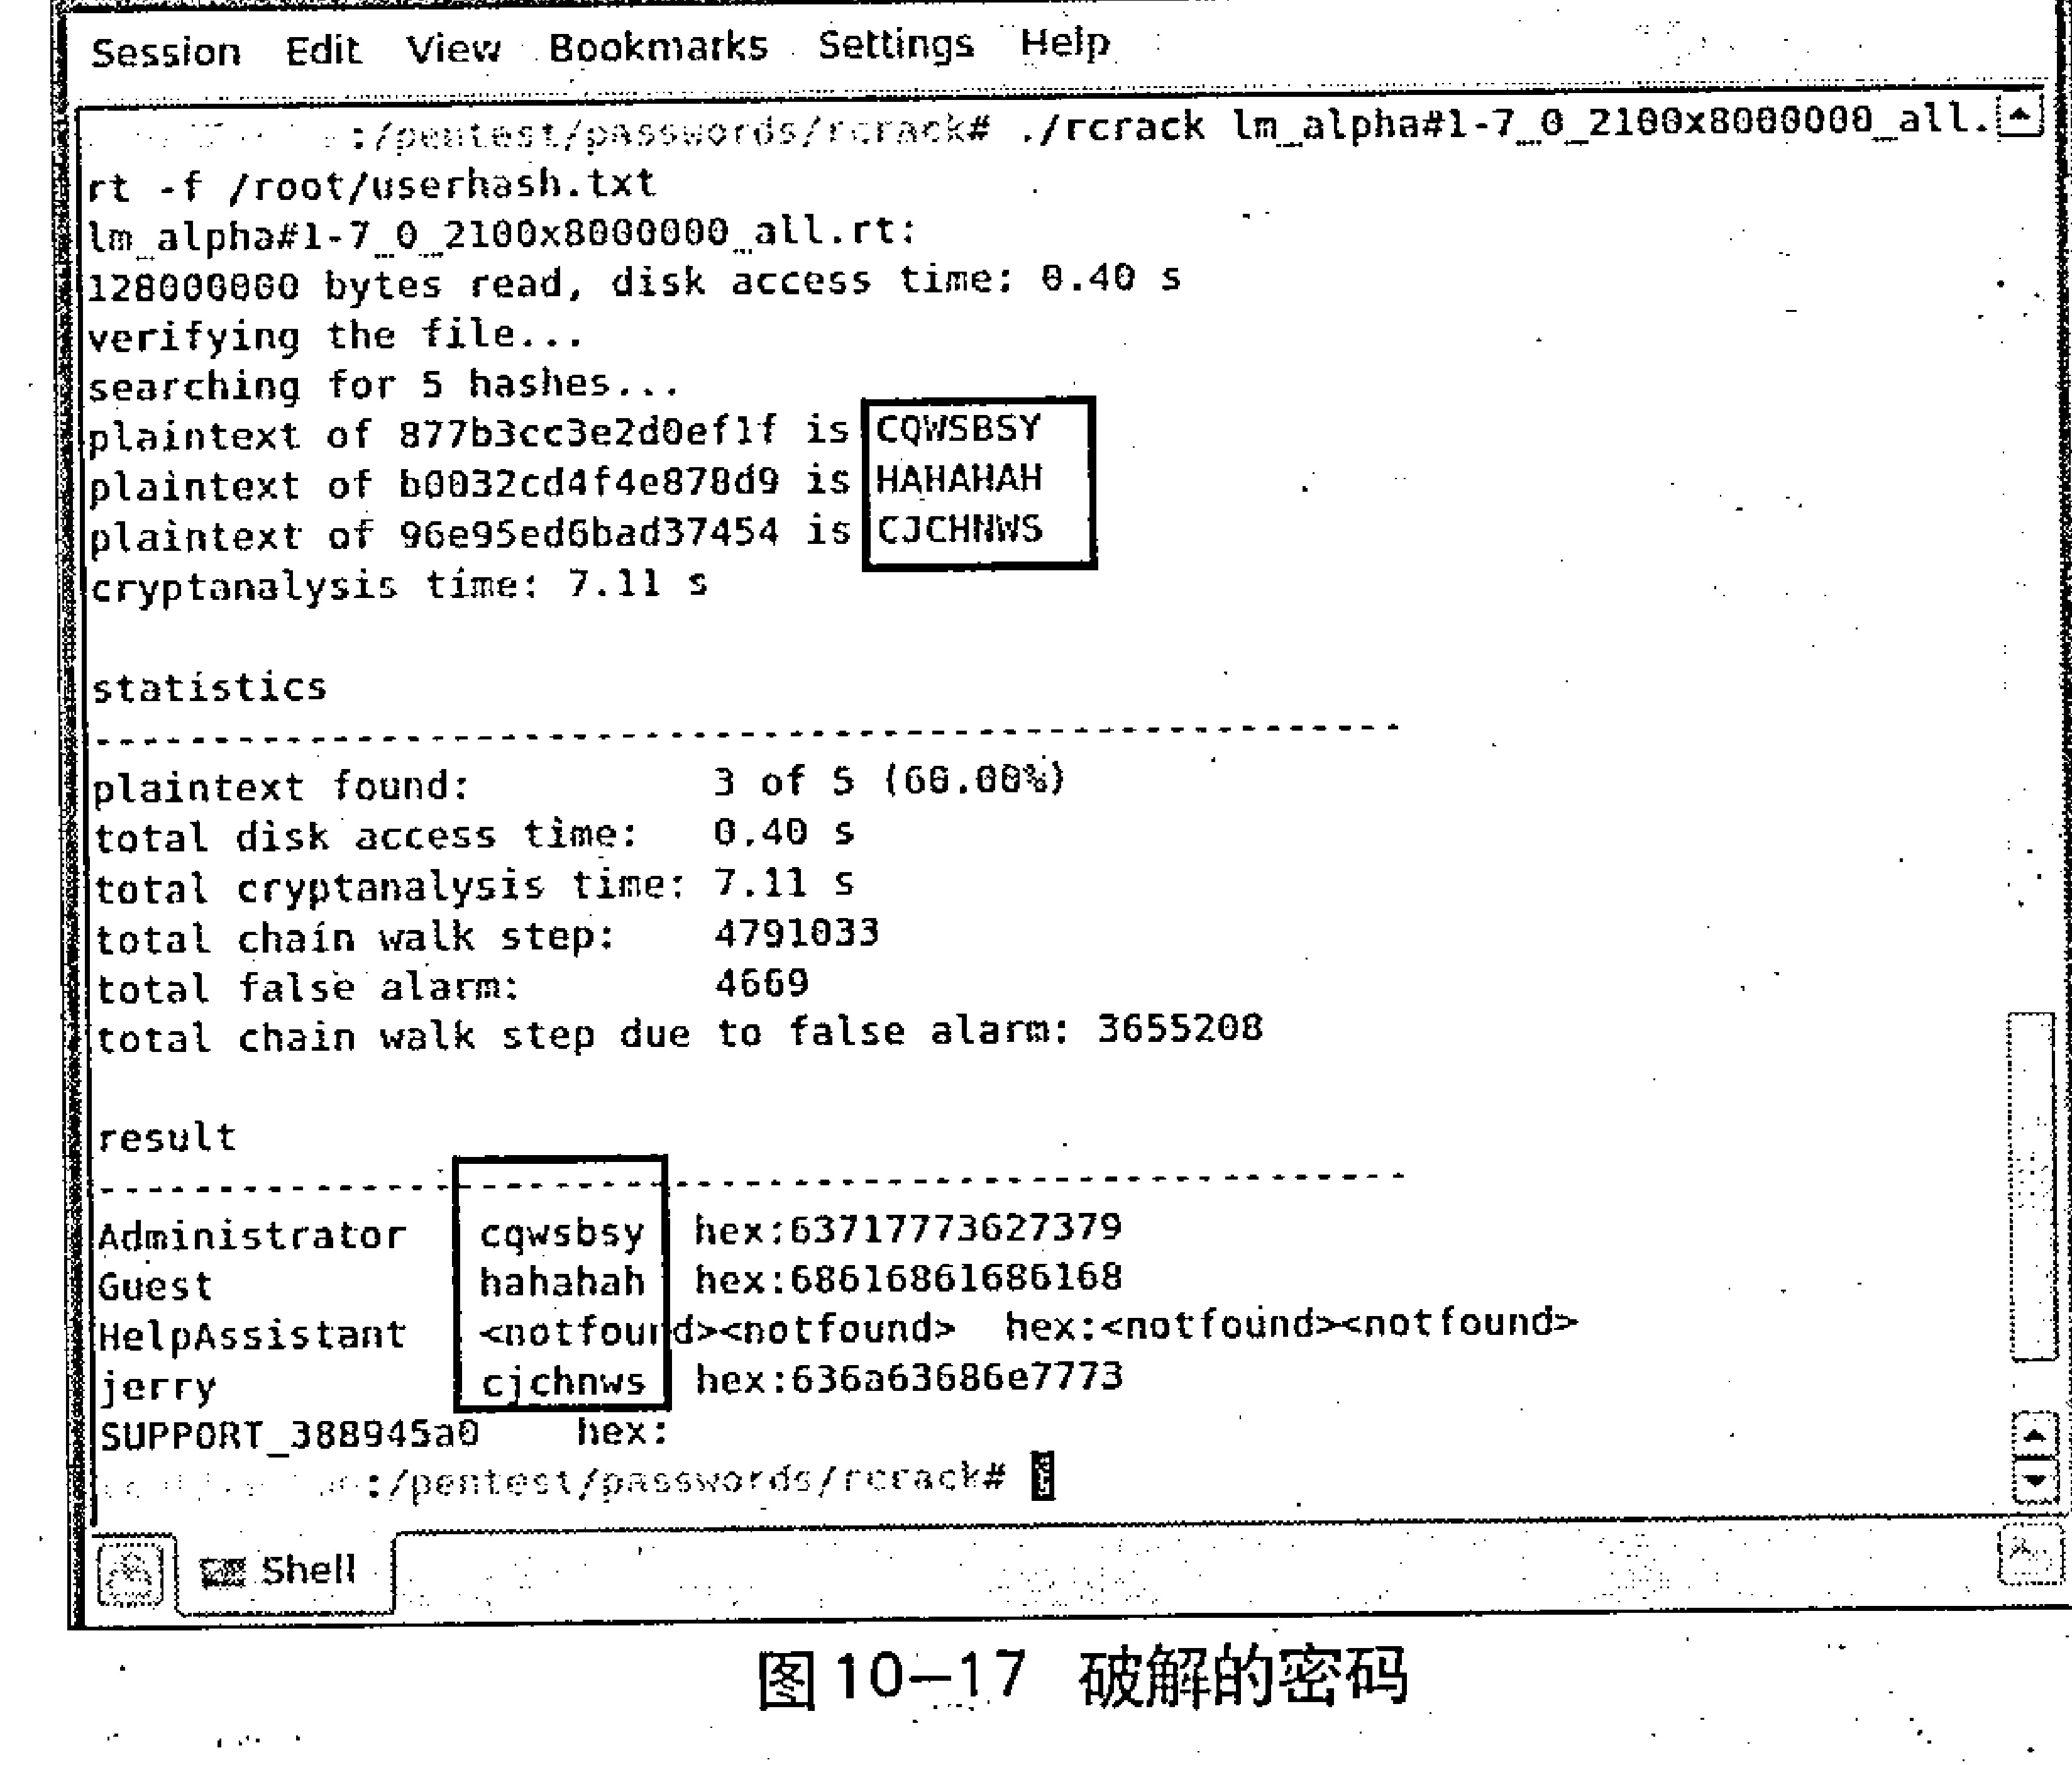 Session Edit View Bookmarks Settings Help
:/pentest/passwords/rcrack# ./rcrack lm_alpha#1-7_0_2100x8000000_all.
rt -f /root/userhash.txt
lm_alpha#1-7_0_2100x8000000_all.rt:
128000000 bytes read, disk access time: 0.40 s
verifying the file...
searching for 5 hashes...
plaintext of 877b3cc3e2d0ef1f is CQWSBSY
plaintext of b0032cd4f4e878d9 is HAHAHAH
plaintext of 96e95ed6bad37454 is CJCHNWS
cryptanalysis time: 7.11 s
statistics
-------------------------------------------------------
plaintext found: 3 of 5 (60.00%)
total disk access time: 0.40 s
total cryptanalysis time: 7.11 s
total chain walk step: 4791033
total false alarm: 4669
total chain walk step due to false alarm: 3655208
result
-------------------------------------------------------
Administrator cqwsbsy hex:63717773627379
Guest hahahah hex:68616861686168
HelpAssistant <notfound><notfound> hex:<notfound><notfound>
jerry cjchnws hex:636a63686e7773
SUPPORT_388945a0 hex:
:/pentest/passwords/rcrack#
Shell
图10-17 破解的密码